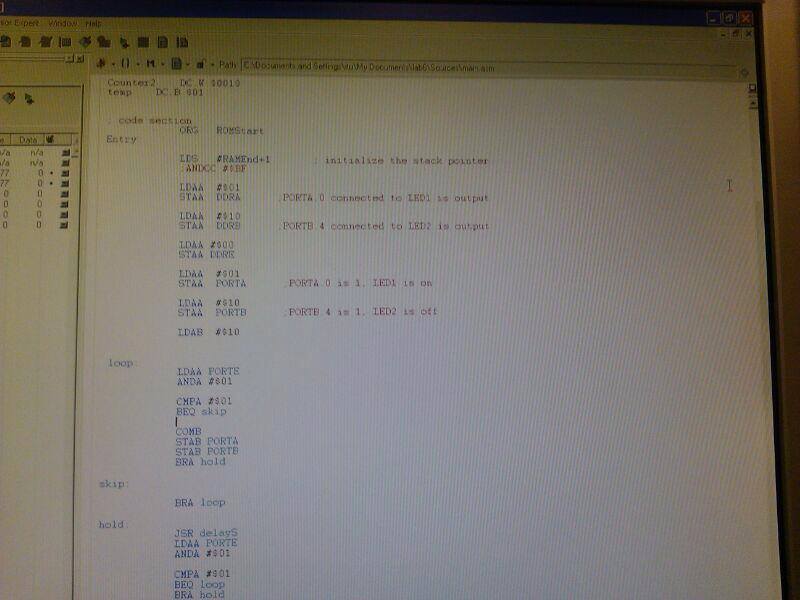 sor Expert Window Help
Path: E:\Documents and Settings\stu\My Documents\lab6\Sources\main.asm
Data
n/a n/a
n/a n/a
77 0
77 0
0 0
0 0
0 0
0 0
Counter2 DC.W $0010
temp DC.B $01
; code section
ORG ROMStart
Entry
LDS #RAMEnd+1 ; initialize the stack pointer
;ANDCC #$BF
LDAA #$01
STAA DDRA ;PORTA.0 connected to LED1 is output
LDAA #$10
STAA DDRB ;PORTB.4 connected to LED2 is output
LDAA #$00
STAA DDRE
LDAA #$01
STAA PORTA ;PORTA.0 is 1, LED1 is on
LDAA #$10
STAA PORTB ;PORTB.4 is 1, LED2 is off
LDAB #$10
loop:
LDAA PORTE
ANDA #$01
CMPA #$01
BEQ skip
COMB
STAB PORTA
STAB PORTB
BRA hold
skip:
BRA loop
hold:
JSR delayS
LDAA PORTE
ANDA #$01
CMPA #$01
BEQ loop
BRA hold